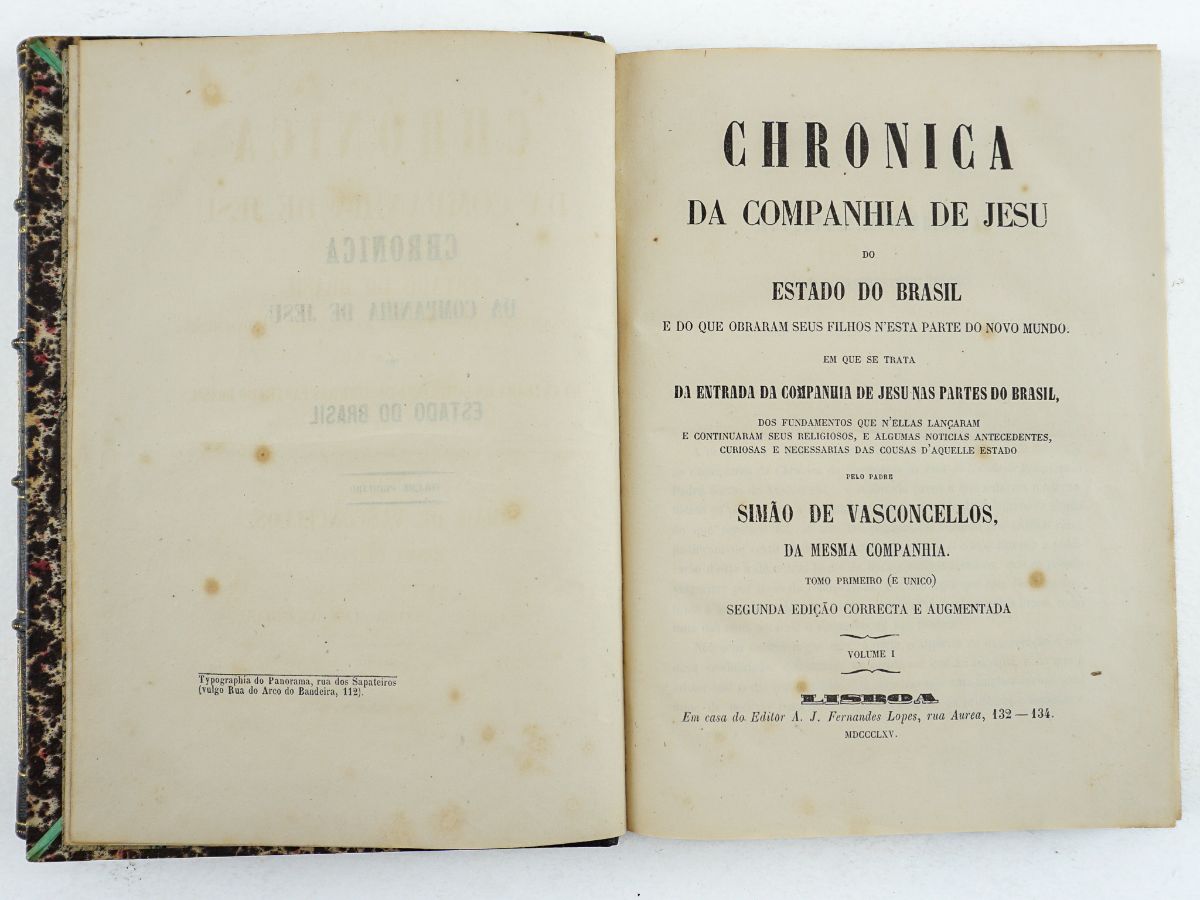 Typographia do Panorama, rua dos Sapateiros
(vulgo Rua do Arco do Bandeira, 112).
CHRONICA
DA COMPANHIA DE JESU
DO
ESTADO DO BRASIL
E DO QUE OBRARAM SEUS FILHOS N'ESTA PARTE DO NOVO MUNDO.
EM QUE SE TRATA
DA ENTRADA DA COMPANHIA DE JESU NAS PARTES DO BRASIL,
DOS FUNDAMENTOS QUE N'ELLAS LANÇARAM
E CONTINUARAM SEUS RELIGIOSOS, E ALGUMAS NOTICIAS ANTECEDENTES,
CURIOSAS E NECESSARIAS DAS COUSAS D'AQUELLE ESTADO
PELO PADRE
SIMÃO DE VASCONCELLOS,
DA MESMA COMPANHIA.
TOMO PRIMEIRO (E UNICO)
SEGUNDA EDIÇÃO CORRECTA E AUGMENTADA
VOLUME I
LISBOA
Em casa do Editor A. J. Fernandes Lopes, rua Aurea, 132—134.
MDCCCLXV.